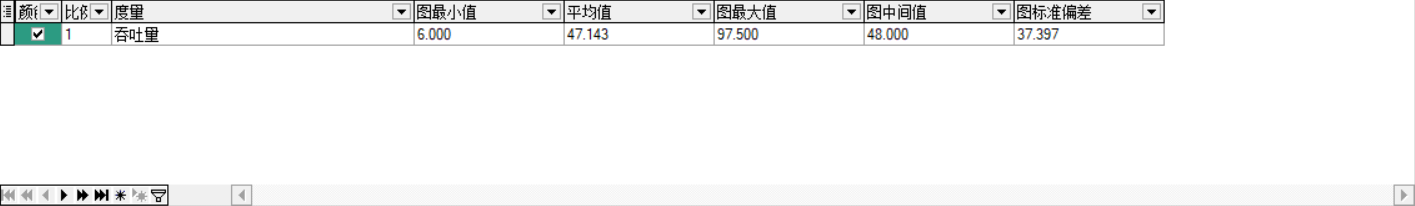 颜 比 度量 图最小值 平均值 图最大值 图中间值 图标准偏差
1 吞吐量 6.000 47.143 97.500 48.000 37.397